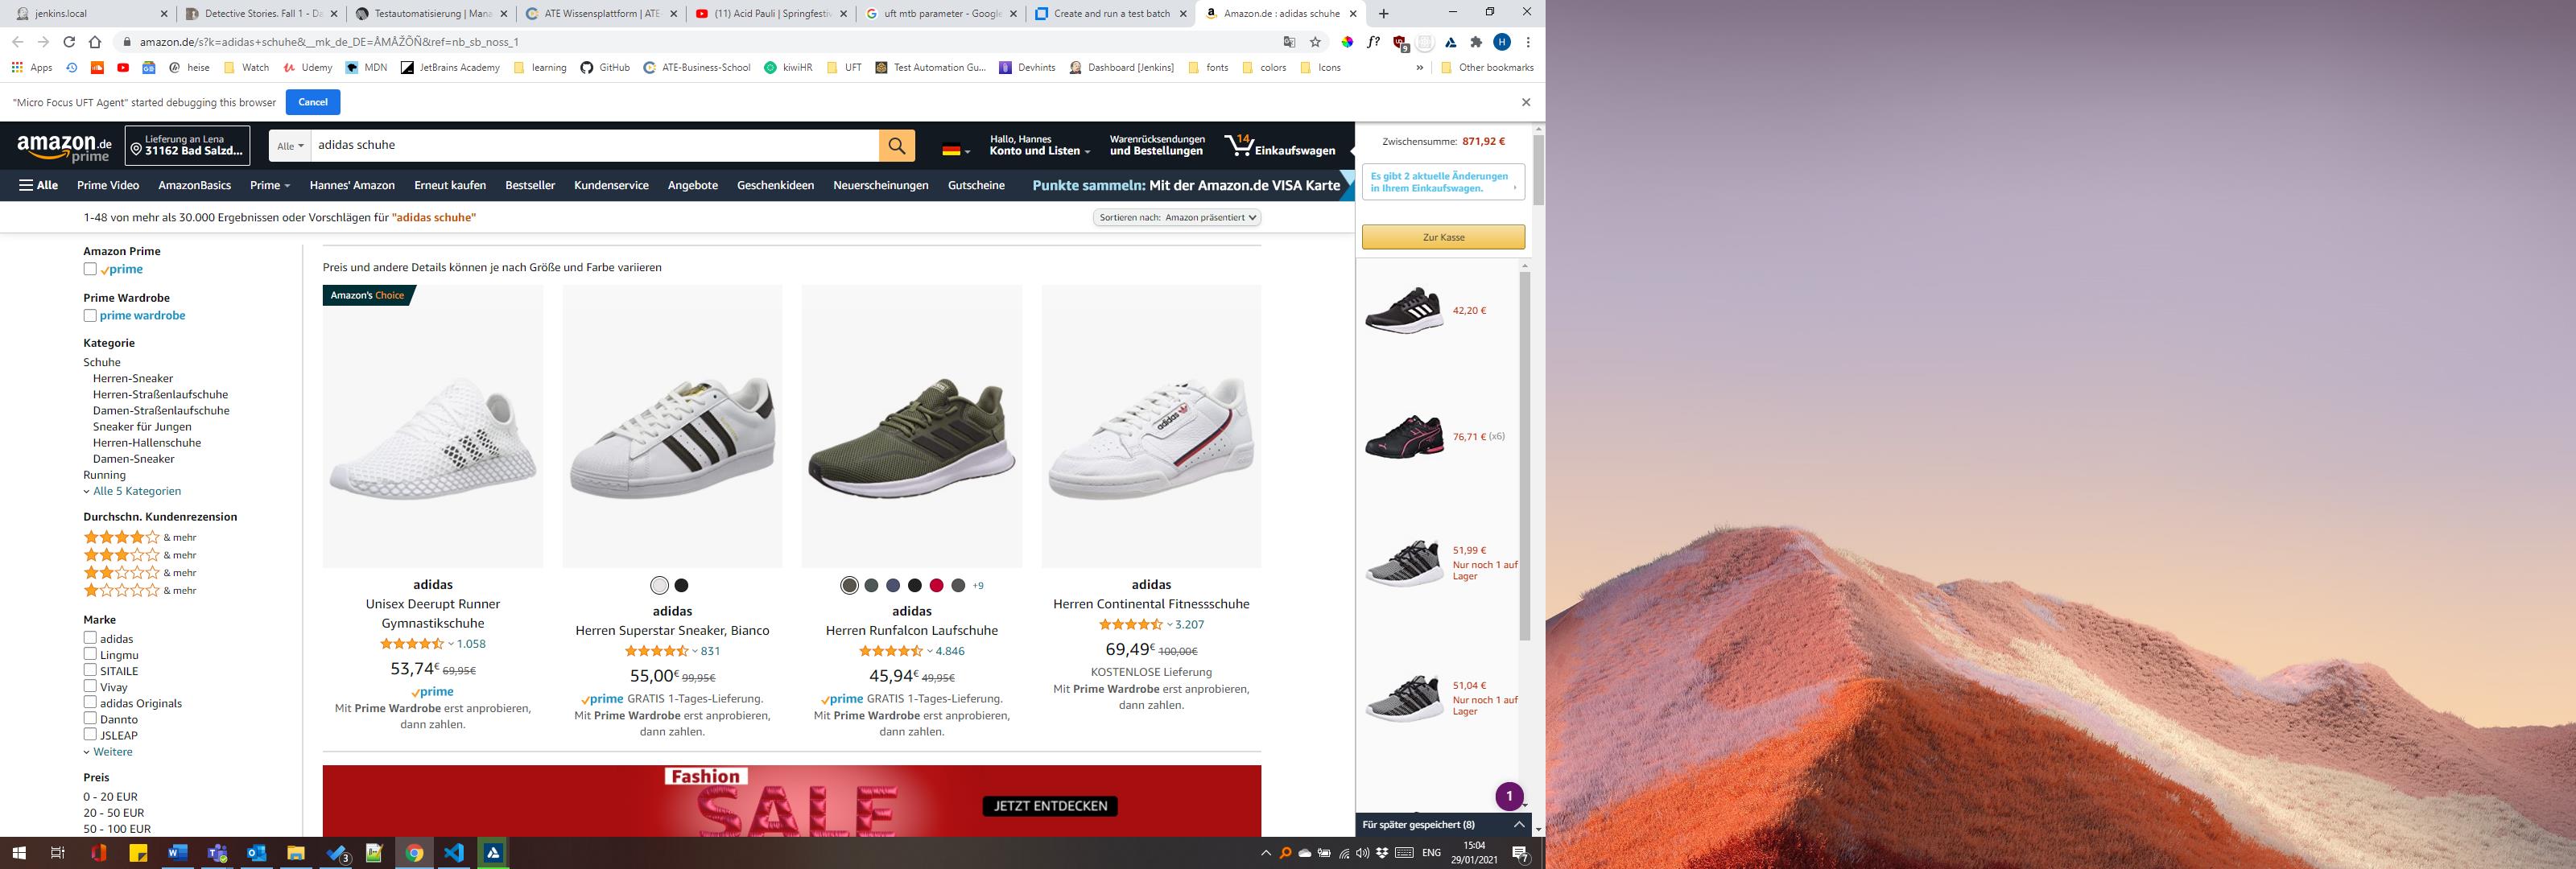 jenkins.local
Detective Stories. Fall 1 - Da
Testautomatisierung | Mana
ATE Wissensplattform | ATE-
(11) Acid Pauli | Springfestiv
uft mtb parameter - Google
Create and run a test batch
Amazon.de : adidas schuhe
amazon.de/s?k=adidas+schuhe&__mk_de_DE=ÅMÅŽÕÑ&ref=nb_sb_noss_1
Apps
heise
Watch
Udemy
MDN
JetBrains Academy
learning
GitHub
ATE-Business-School
kiwiHR
UFT
Test Automation Gu...
Devhints
Dashboard [Jenkins]
fonts
colors
Icons
Other bookmarks
"Micro Focus UFT Agent" started debugging this browser
Cancel
amazon.de
prime
Lieferung an Lena
31162 Bad Salzd...
Alle
adidas schuhe
Hallo, Hannes
Konto und Listen
Warenrücksendungen
und Bestellungen
14
Einkaufswagen
Alle
Prime Video
AmazonBasics
Prime
Hannes' Amazon
Erneut kaufen
Bestseller
Kundenservice
Angebote
Geschenkideen
Neuerscheinungen
Gutscheine
Punkte sammeln: Mit der Amazon.de VISA Karte
1-48 von mehr als 30.000 Ergebnissen oder Vorschlägen für "adidas schuhe"
Sortieren nach: Amazon präsentiert
Amazon Prime
prime
Prime Wardrobe
prime wardrobe
Kategorie
Schuhe
Herren-Sneaker
Herren-Straßenlaufschuhe
Damen-Straßenlaufschuhe
Sneaker für Jungen
Herren-Hallenschuhe
Damen-Sneaker
Running
Alle 5 Kategorien
Durchschn. Kundenrezension
& mehr
& mehr
& mehr
& mehr
Marke
adidas
Lingmu
SITAILE
Vivay
adidas Originals
Dannto
JSLEAP
Weitere
Preis
0 - 20 EUR
20 - 50 EUR
50 - 100 EUR
Preis und andere Details können je nach Größe und Farbe variieren
Amazon's Choice
adidas
Unisex Deerupt Runner
Gymnastikschuhe
1.058
53,74€ 69,95€
prime
Mit Prime Wardrobe erst anprobieren,
dann zahlen.
adidas
Herren Superstar Sneaker, Bianco
831
55,00€ 99,95€
prime GRATIS 1-Tages-Lieferung.
Mit Prime Wardrobe erst anprobieren,
dann zahlen.
+9
adidas
Herren Runfalcon Laufschuhe
4.846
45,94€ 49,95€
prime GRATIS 1-Tages-Lieferung.
Mit Prime Wardrobe erst anprobieren,
dann zahlen.
adidas
adidas
Herren Continental Fitnessschuhe
3.207
69,49€ 100,00€
KOSTENLOSE Lieferung
Mit Prime Wardrobe erst anprobieren,
dann zahlen.
Fashion
SALE
JETZT ENTDECKEN
Zwischensumme: 871,92 €
Es gibt 2 aktuelle Änderungen
in Ihrem Einkaufswagen.
Zur Kasse
42,20 €
76,71 € (x6)
51,99 €
Nur noch 1 auf
Lager
51,04 €
Nur noch 1 auf
Lager
1
Für später gespeichert (8)
3
ENG
15:04
29/01/2021
7